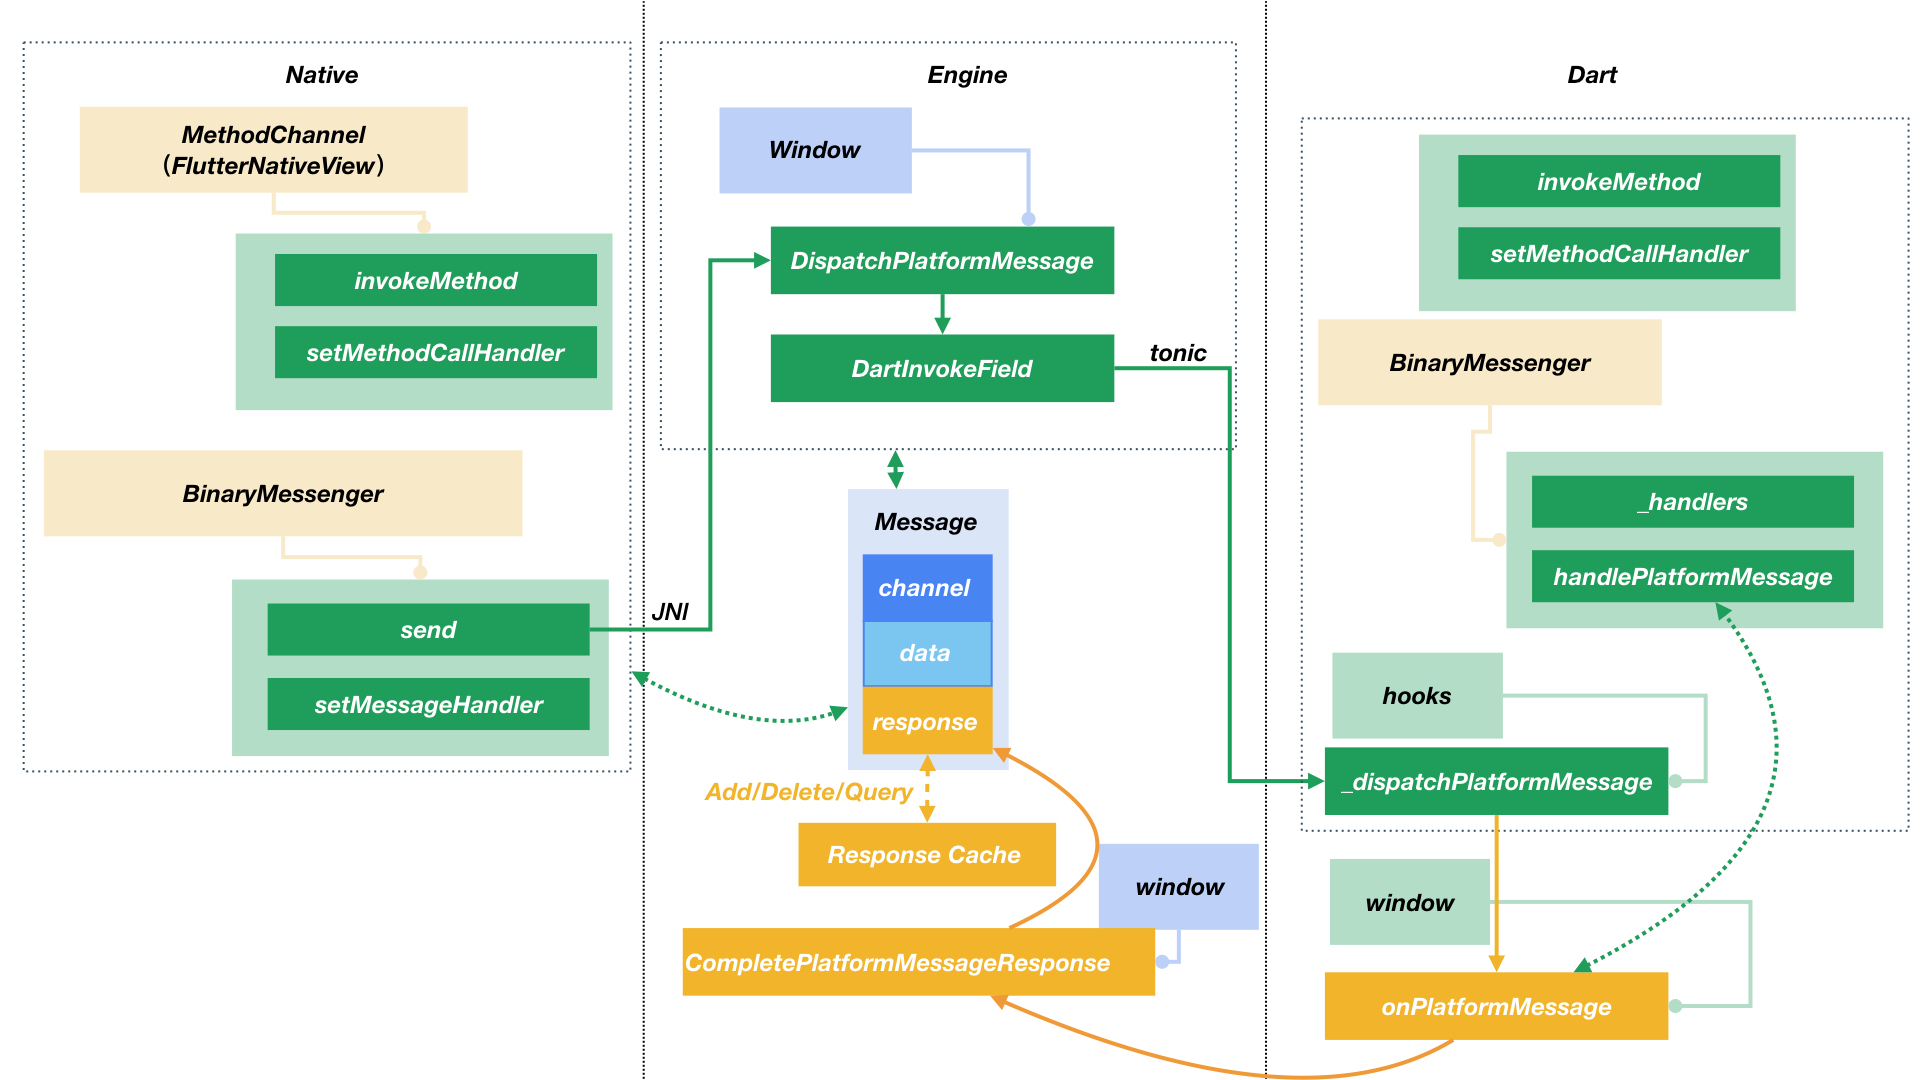 Native
MethodChannel
(FlutterNativeView)
invokeMethod
setMethodCallHandler
BinaryMessenger
send
setMessageHandler
JNI
Engine
Window
DispatchPlatformMessage
DartInvokeField
tonic
Message
channel
data
response
Add/Delete/Query
Response Cache
window
CompletePlatformMessageResponse
Dart
invokeMethod
setMethodCallHandler
BinaryMessenger
_handlers
handlePlatformMessage
hooks
_dispatchPlatformMessage
window
onPlatformMessage